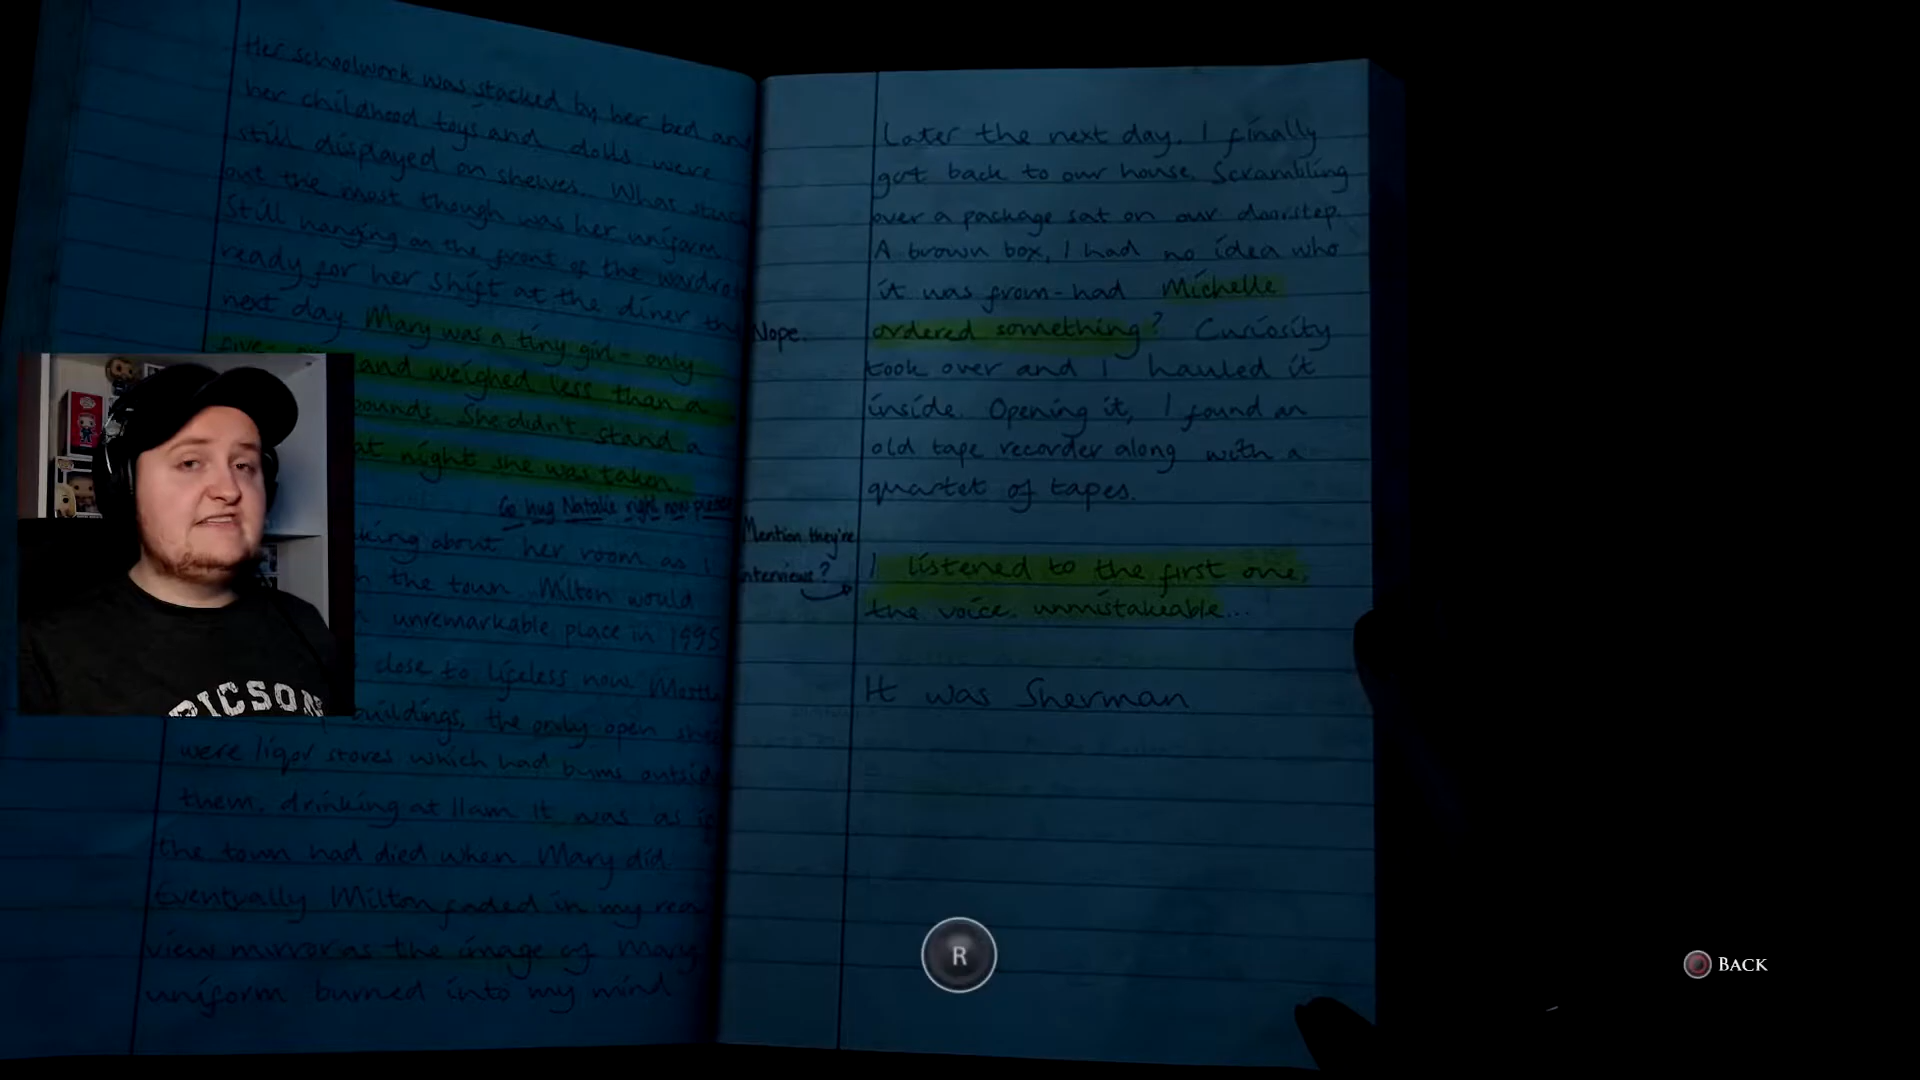 Her schoolwork was stacked by her bed and
her childhood toys and dolls were
still displayed on shelves. What
out the most though was her uniform
Still hanging on the front of the
ready for her shift at the diner
next day Mary was a tiny girl - only
five-
and weighed less than a
pounds. She didn't stand a
at night she was taken.
Go hug Natalie right now please
king about her room as I
the town. Milton would
unremarkable place in 1995
close to lifeless now
buildings, the only open
were liqor stores which had bums outside
them, drinking at 11am It was as if
the town had died when Mary did
Eventually Milton faded in my rear
view mirror as the image of Mary
uniform burned into my mind
Later the next day, I finally
got back to our house. Scrambling
over a package sat on our doorstep.
A brown box, I had no idea who
it was from - had Michelle
Nope.
ordered something? Curiosity
took over and I hauled it
inside. Opening it, I found an
old tape recorder along with a
quartet of tapes.
Mention they're
interviews?
I listened to the first one,
the voice. unmistakeable...
It was Sherman
R
BACK
PICSON